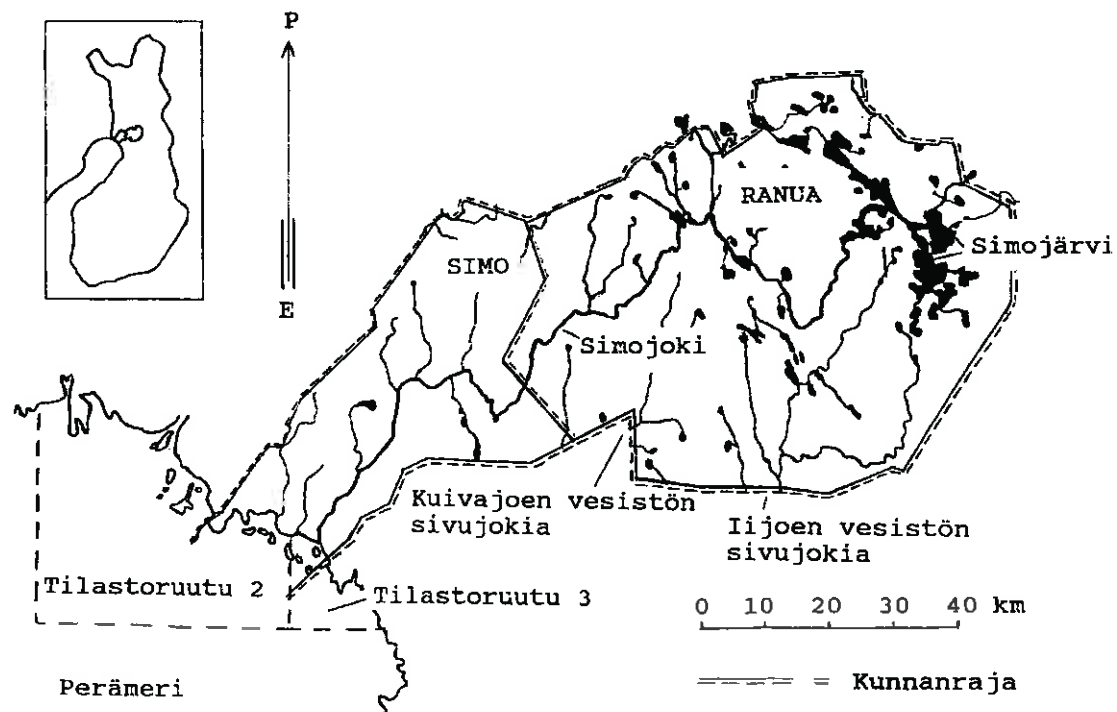 P
E
RANUA
Simojärvi
SIMO
Simojoki
Kuivajoen vesistön
sivujokia
Iijoen vesistön
sivujokia
Tilastoruutu 2
Tilastoruutu 3
0 10 20 30 40 km
Perämeri
Kunnanraja